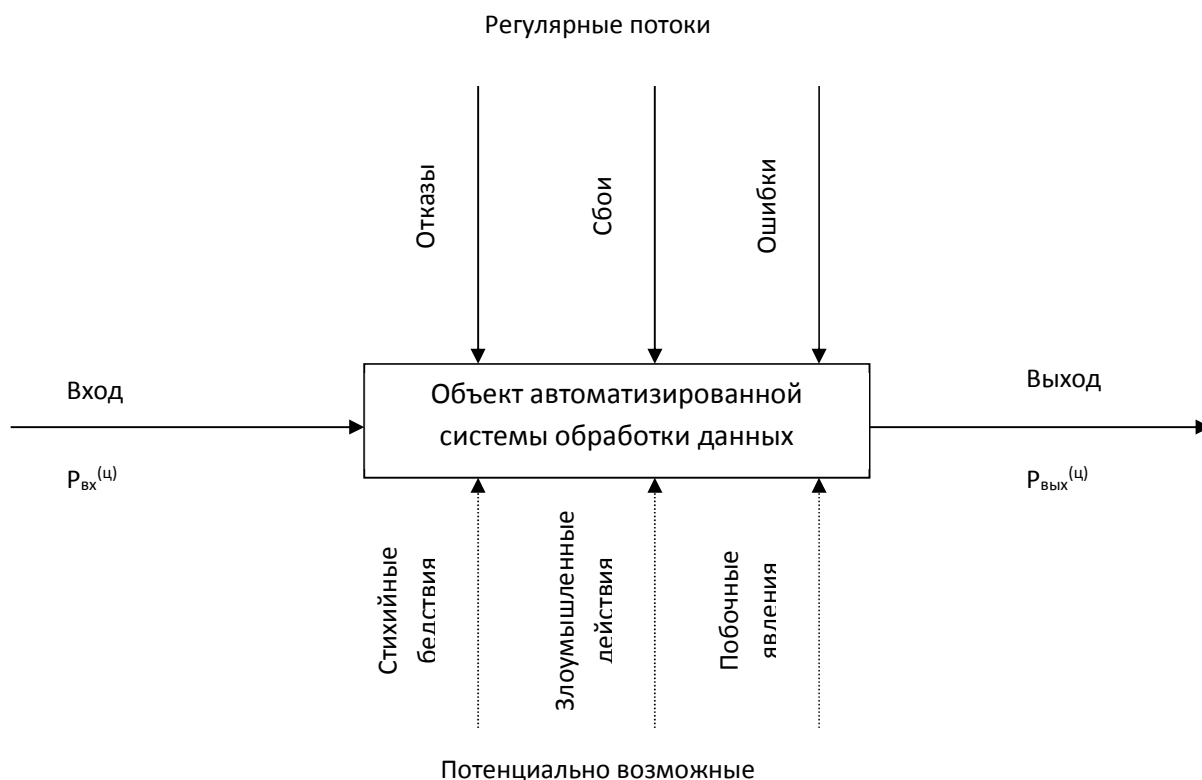 Регулярные потоки
Отказы
Сбои
Ошибки
Вход
Объект автоматизированной
системы обработки данных
Выход
Pвх(ц)
Pвых(ц)
Стихийные
бедствия
Злоумышленные
действия
Побочные
явления
Потенциально возможные